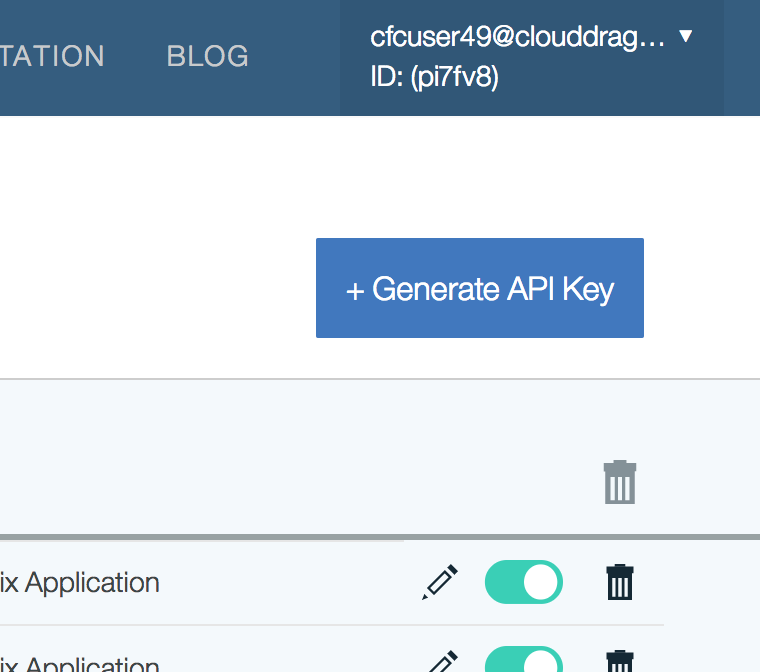 TATION BLOG
cfcuser49@clouddrag... ▼
ID: (pi7fv8)
+ Generate API Key
ix Application
ix Application